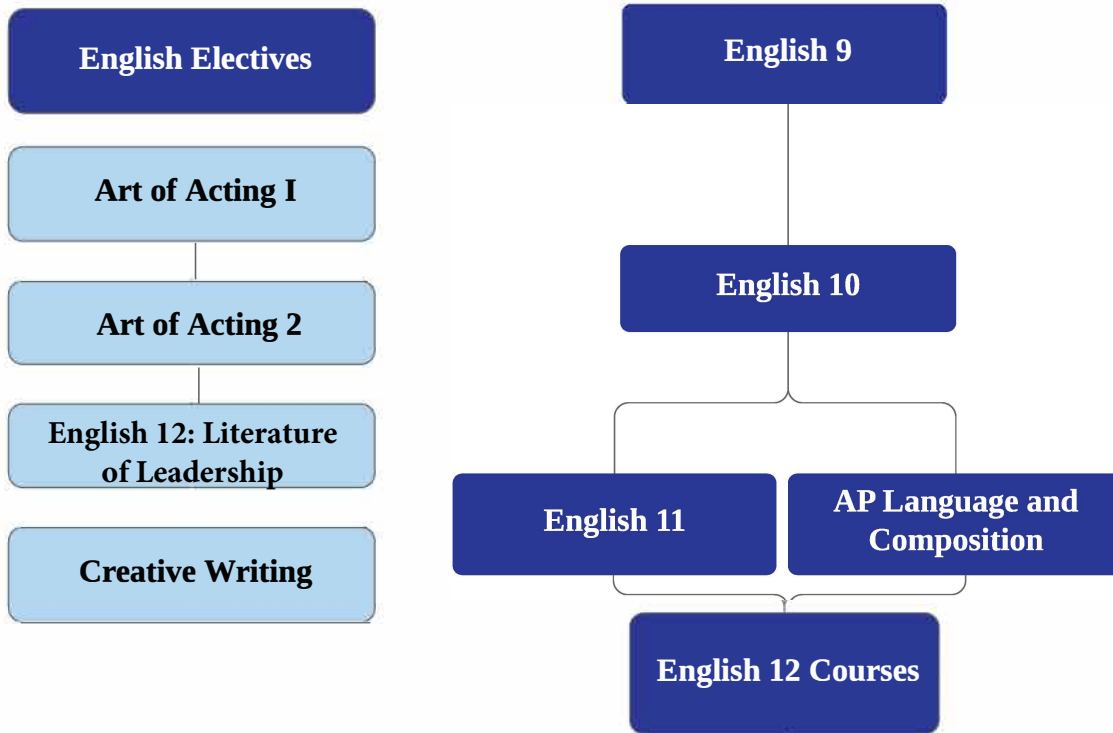 English Electives
Art of Acting I
Art of Acting 2
English 12: Literature
of Leadership
Creative Writing
English 9
English 10
English 11
AP Language and
Composition
English 12 Courses